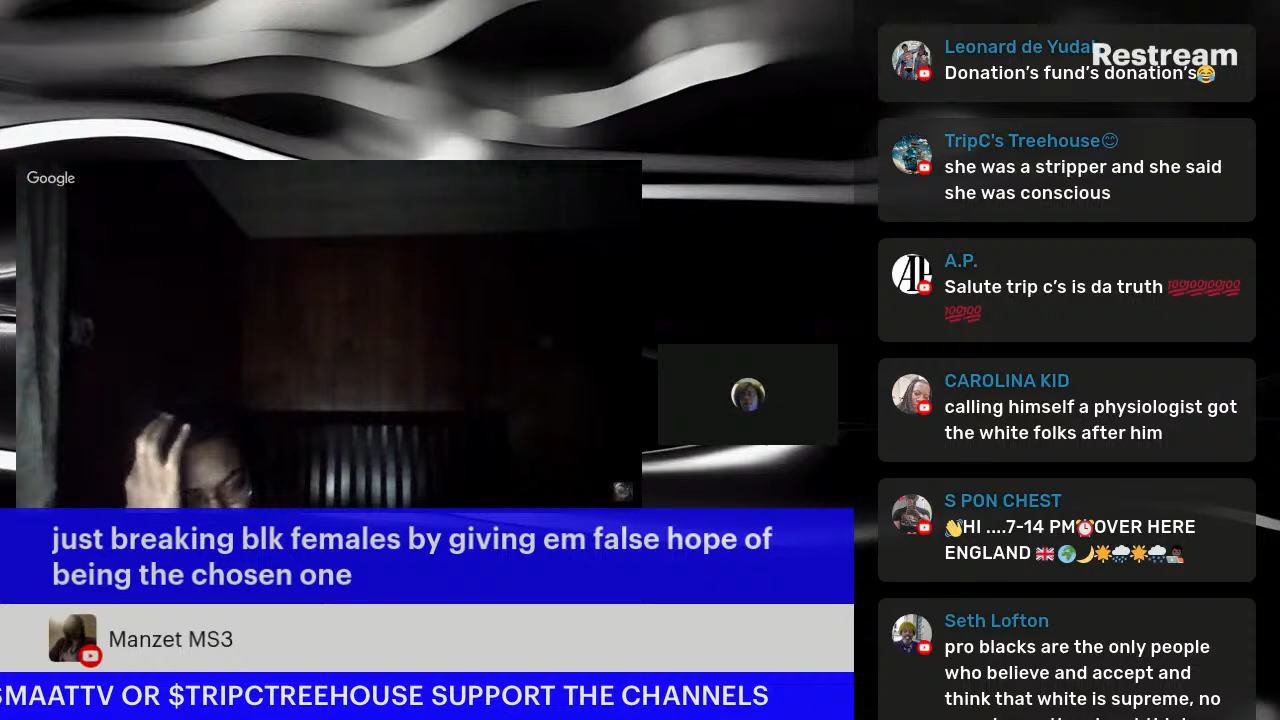 Google
just breaking blk females by giving em false hope of
being the chosen one
Manzet MS3
$MAATTV OR $TRIPCTREEHOUSE SUPPORT THE CHANNELS
Restream
Leonard de Yudah
Donation’s fund’s donation’s😂
TripC's Treehouse😊
she was a stripper and she said
she was conscious
A.P.
Salute trip c’s is da truth 💯💯💯💯
💯💯
CAROLINA KID
calling himself a physiologist got
the white folks after him
S PON CHEST
👋HI ....7-14 PM⏰OVER HERE
ENGLAND 🇬🇧 🌍🌙☀️🌧☀️🌧👨🏿‍💻
Seth Lofton
pro blacks are the only people
who believe and accept and
think that white is supreme, no